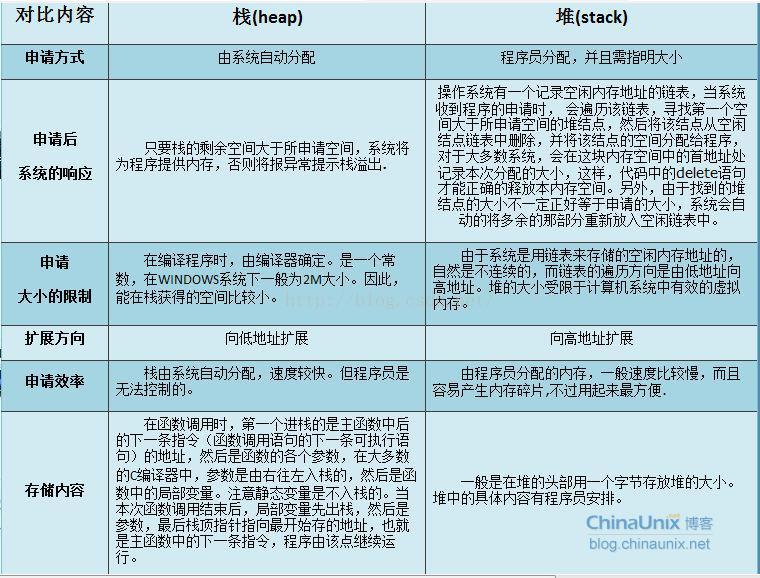 对比内容
栈(heap)
堆(stack)
申请方式
由系统自动分配
程序员分配，并且需指明大小
申请后
系统的响应
只要栈的剩余空间大于所申请空间，系统将
为程序提供内存，否则将报异常提示栈溢出.
操作系统有一个记录空闲内存地址的链表，当系统
收到程序的申请时， 会遍历该链表，寻找第一个空
间大于所申请空间的堆结点，然后将该结点从空闲
结点链表中删除，并将该结点的空间分配给程序，
对于大多数系统，会在这块内存空间中的首地址处
记录本次分配的大小，这样，代码中的delete语句
才能正确的释放本内存空间。另外，由于找到的堆
结点的大小不一定正好等于申请的大小，系统会自
动的将多余的那部分重新放入空闲链表中。
申请
大小的限制
在编译程序时，由编译器确定。是一个常
数，在WINDOWS系统下一般为2M大小。因此，
能在栈获得的空间比较小。
由于系统是用链表来存储的空闲内存地址的，
自然是不连续的，而链表的遍历方向是由低地址向
高地址。堆的大小受限于计算机系统中有效的虚拟
内存。
扩展方向
向低地址扩展
向高地址扩展
申请效率
栈由系统自动分配，速度较快。但程序员是
无法控制的。
由程序员分配的内存，一般速度比较慢，而且
容易产生内存碎片,不过用起来最方便.
存储内容
在函数调用时，第一个进栈的是主函数中后
的下一条指令（函数调用语句的下一条可执行语
句）的地址，然后是函数的各个参数，在大多数
的C编译器中，参数是由右往左入栈的，然后是函
数中的局部变量。注意静态变量是不入栈的。当
本次函数调用结束后，局部变量先出栈，然后是
参数，最后栈顶指针指向最开始存的地址，也就
是主函数中的下一条指令，程序由该点继续运
行。
一般是在堆的头部用一个字节存放堆的大小。
堆中的具体内容有程序员安排。
ChinaUnix 博客
blog.chinaunix.net